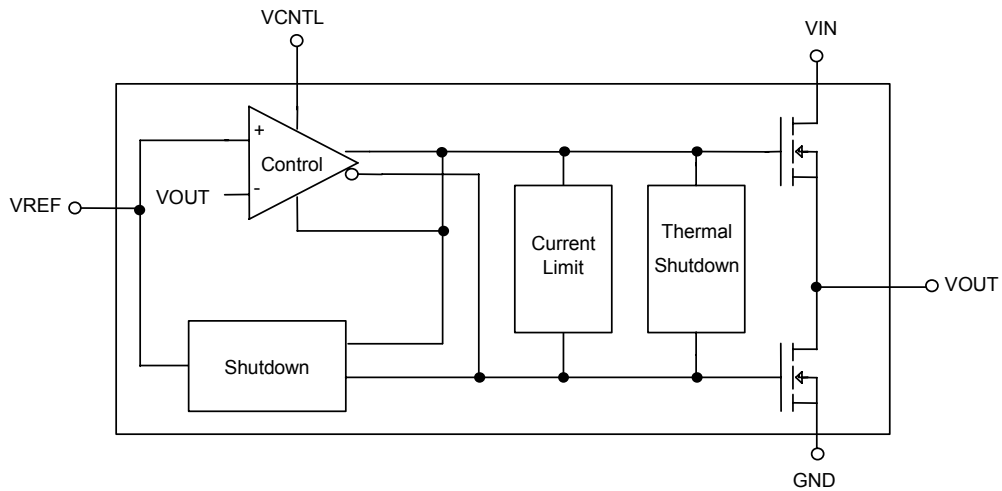 VCNTL
VIN
+
Control
VOUT
-
VREF
Current
Limit
Thermal
Shutdown
VOUT
Shutdown
GND